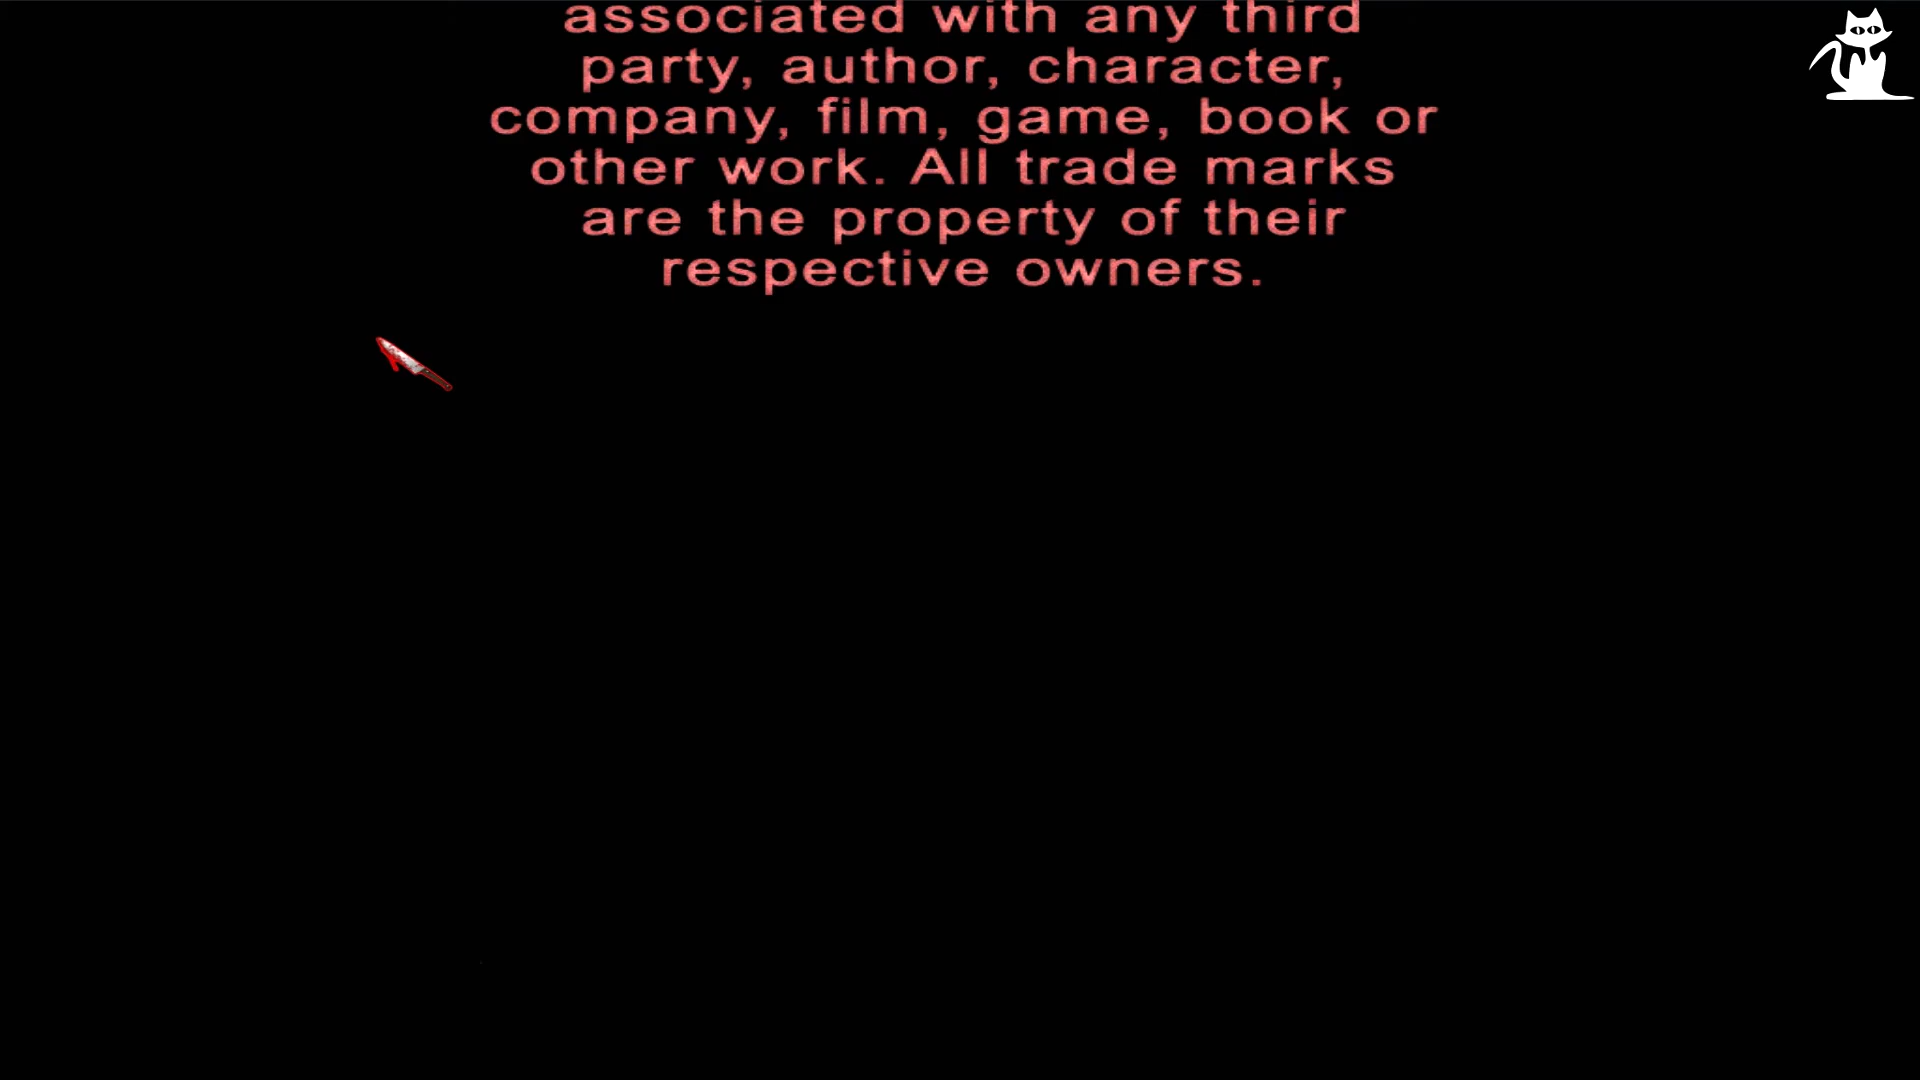 associated with any third
party, author, character,
company, film, game, book or
other work. All trade marks
are the property of their
respective owners.